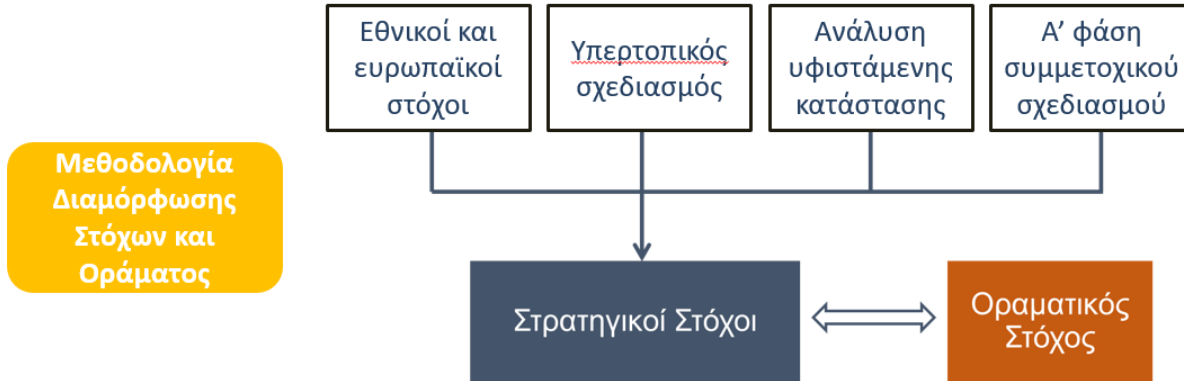 Εθνικοί και
ευρωπαϊκοί
στόχοι
Υπερτοπικός
σχεδιασμός
Ανάλυση
υφιστάμενης
κατάστασης
Α’ φάση
συμμετοχικού
σχεδιασμού
Μεθοδολογία
Διαμόρφωσης
Στόχων και
Οράματος
Στρατηγικοί Στόχοι
Οραματικός
Στόχος